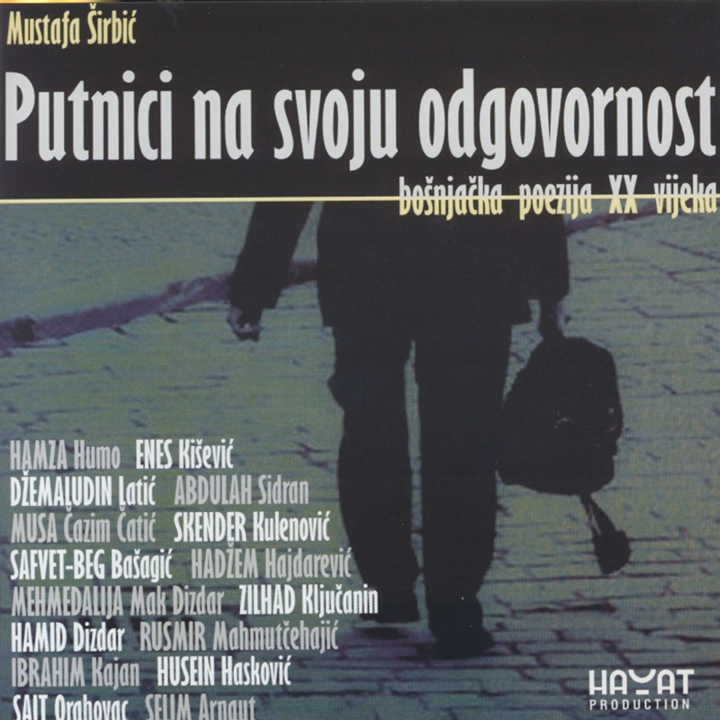 Mustafa Širbić
Putnici na svoju odgovornost
bošnjačka poezija XX vijeka
HAMZA Humo ENES Kišević
DŽEMALUDIN Latić ABDULAH Sidran
MUSA Ćazim Ćatić SKENDER Kulenović
SAFVET-BEG Bašagić HADŽEM Hajdarević
MEHMEDALIJA Mak Dizdar ZILHAD Ključanin
HAMID Dizdar RUSMIR Mahmutčehajić
IBRAHIM Kajan HUSEIN Hasković
SAIT Orahovac SELIM Arnaut
HAYAT
PRODUCTION